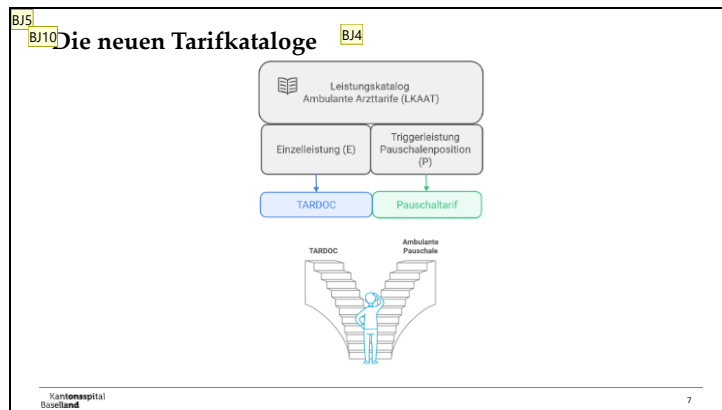 BJ5
BJ10
Die neuen Tarifkataloge
BJ4
Leistungskatalog
Ambulante Arzttarife (LKAAT)
Einzelleistung (E)
Triggerleistung
Pauschalenposition
(P)
TARDOC
Pauschaltarif
TARDOC
Ambulante
Pauschale
Kantonsspital
Baselland
7